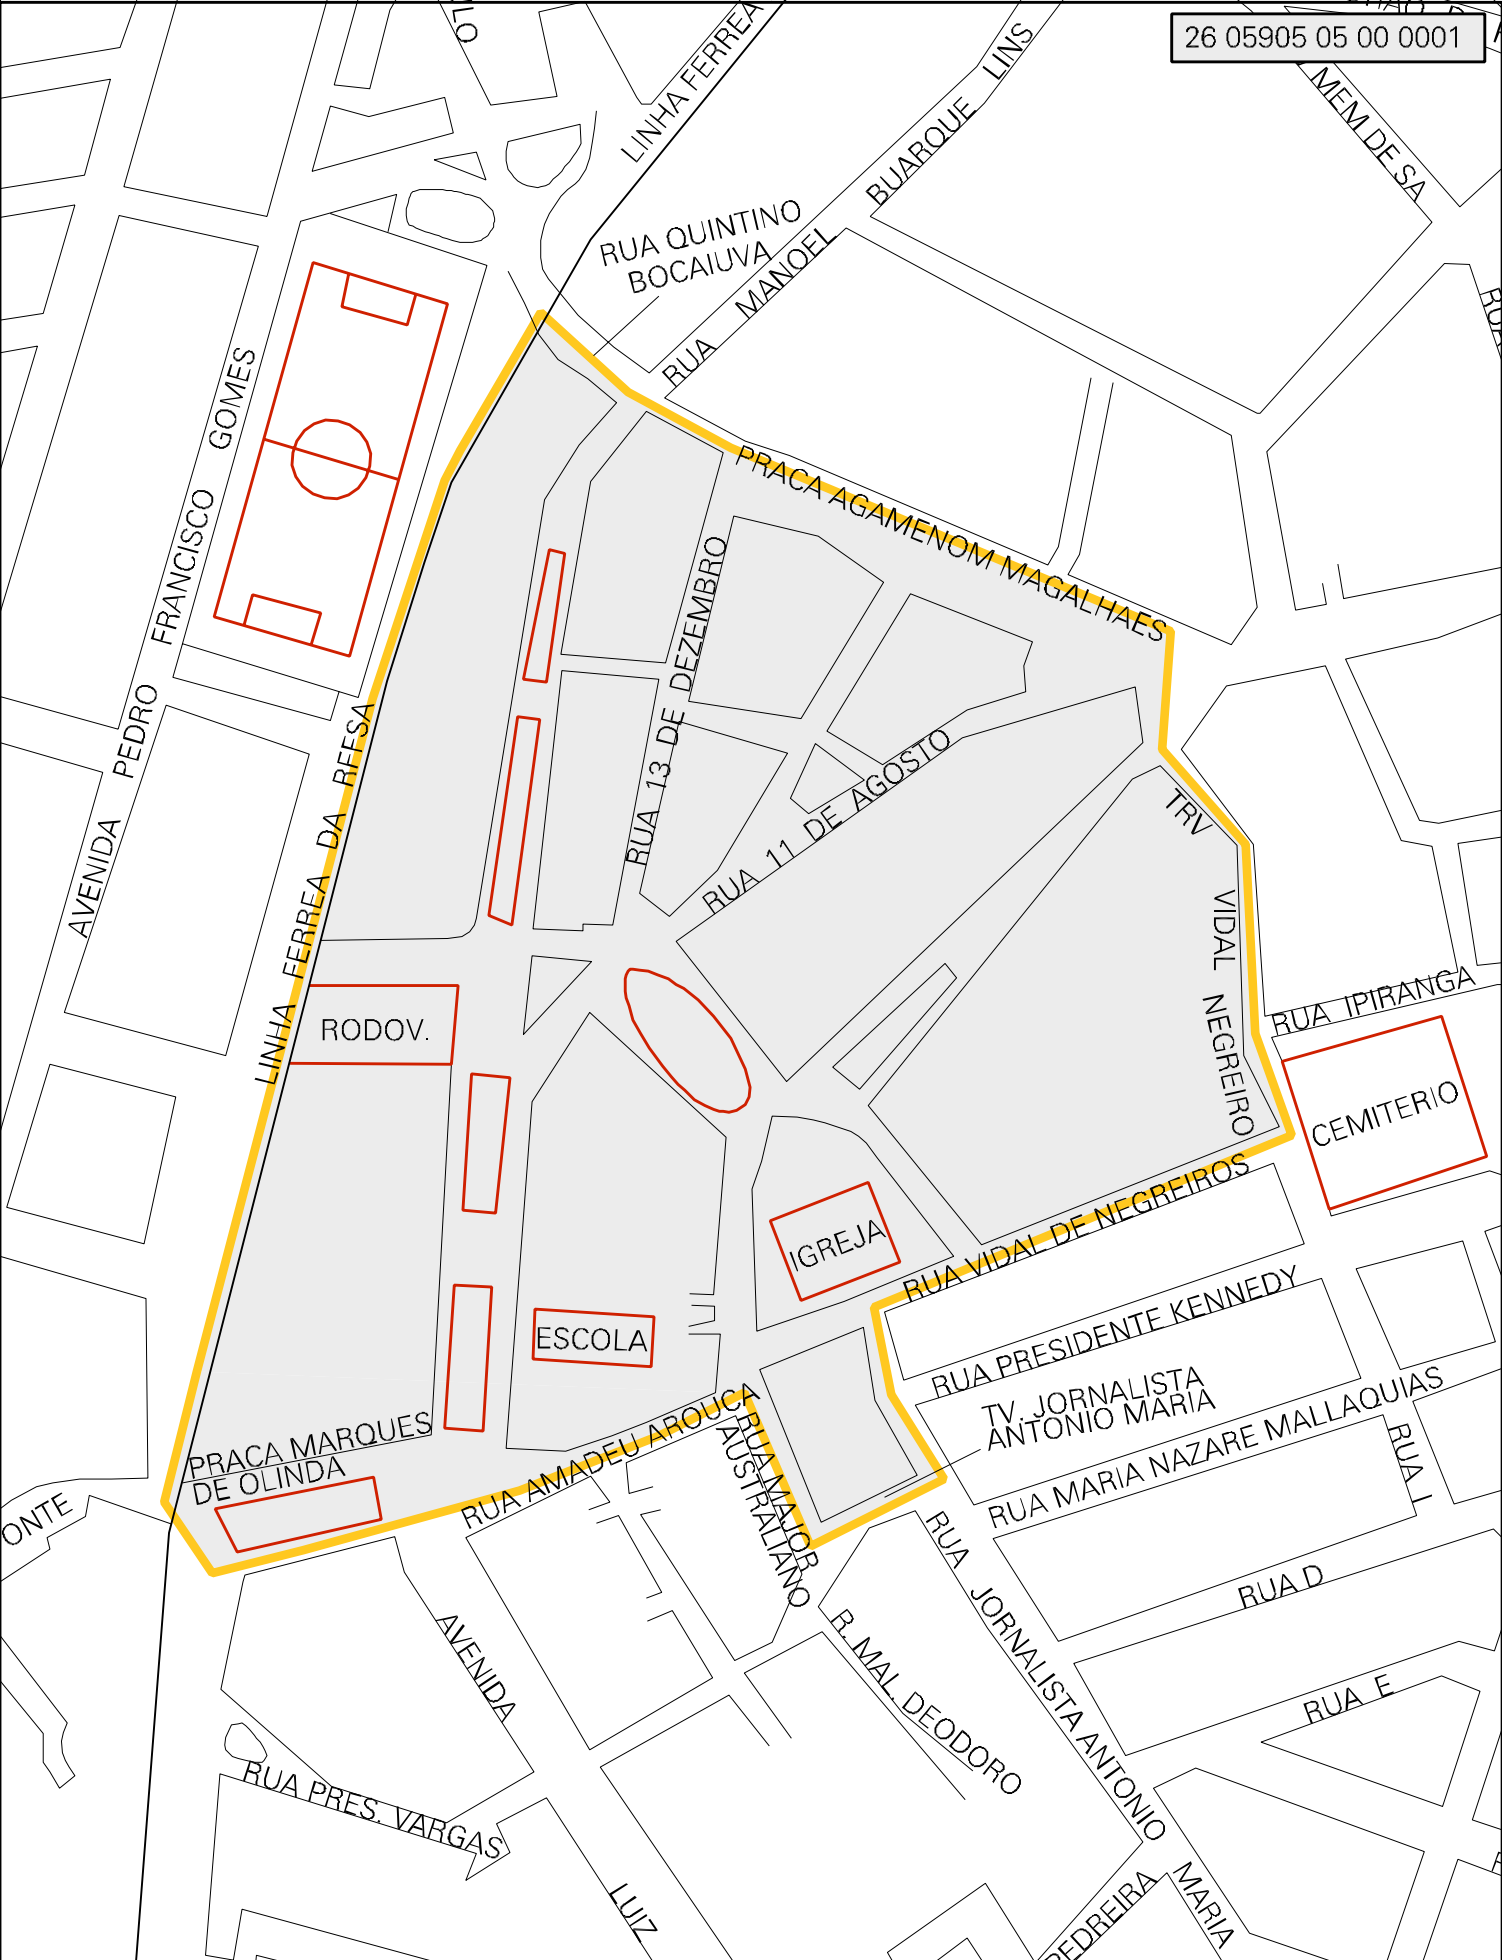 26 05905 05 00 0001
LINHA FERREA
RUA MANOEL BUARQUE LINS
MEM DE SA
RUA QUINTINO
BOCAIUVA
AVENIDA PEDRO FRANCISCO GOMES
PRACA AGAMENOM MAGALHAES
RUA 13 DE DEZEMBRO
RUA 11 DE AGOSTO
LINHA FERREA DA RFFSA
TRV VIDAL NEGREIRO
RODOV.
RUA IPIRANGA
CEMITERIO
IGREJA
RUA VIDAL DE NEGREIROS
ESCOLA
RUA PRESIDENTE KENNEDY
TV. JORNALISTA
ANTONIO MARIA
RUA MARIA NAZARE MALLAQUIAS
PRACA MARQUES
DE OLINDA
RUA AMADEU AROUCA
RUA MAJOR
AUSTRALIANO
ONTE
RUA D
RUA E
RUA JORNALISTA ANTONIO MARIA
R. MAL. DEODORO
AVENIDA LUIZ
RUA PRES. VARGAS
PEDREIRA